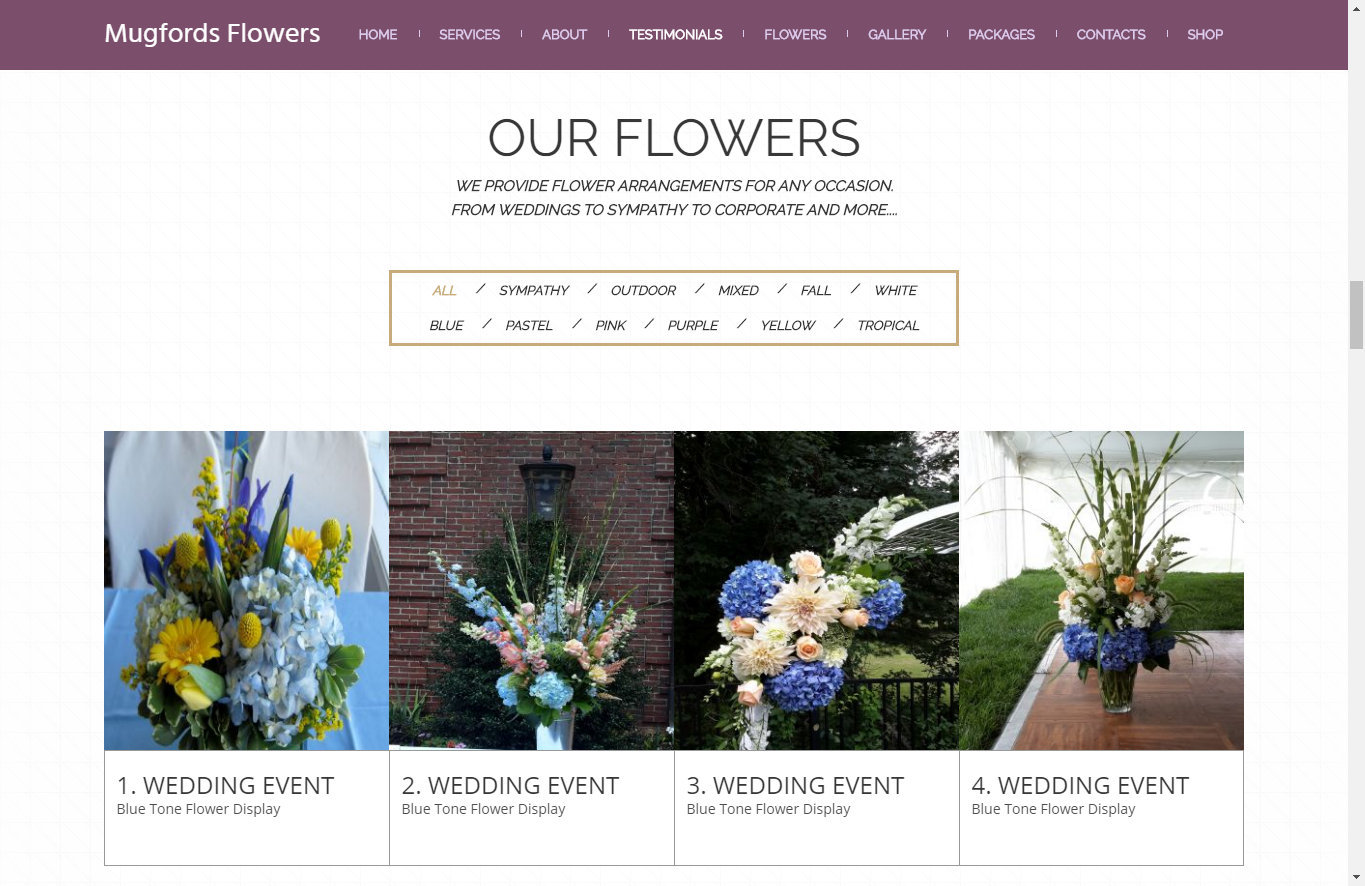 Mugfords Flowers
HOME
SERVICES
ABOUT
TESTIMONIALS
FLOWERS
GALLERY
PACKAGES
CONTACTS
SHOP
OUR FLOWERS
WE PROVIDE FLOWER ARRANGEMENTS FOR ANY OCCASION.
FROM WEDDINGS TO SYMPATHY TO CORPORATE AND MORE....
ALL / SYMPATHY / OUTDOOR / MIXED / FALL / WHITE
BLUE / PASTEL / PINK / PURPLE / YELLOW / TROPICAL
1. WEDDING EVENT
Blue Tone Flower Display
2. WEDDING EVENT
Blue Tone Flower Display
3. WEDDING EVENT
Blue Tone Flower Display
4. WEDDING EVENT
Blue Tone Flower Display